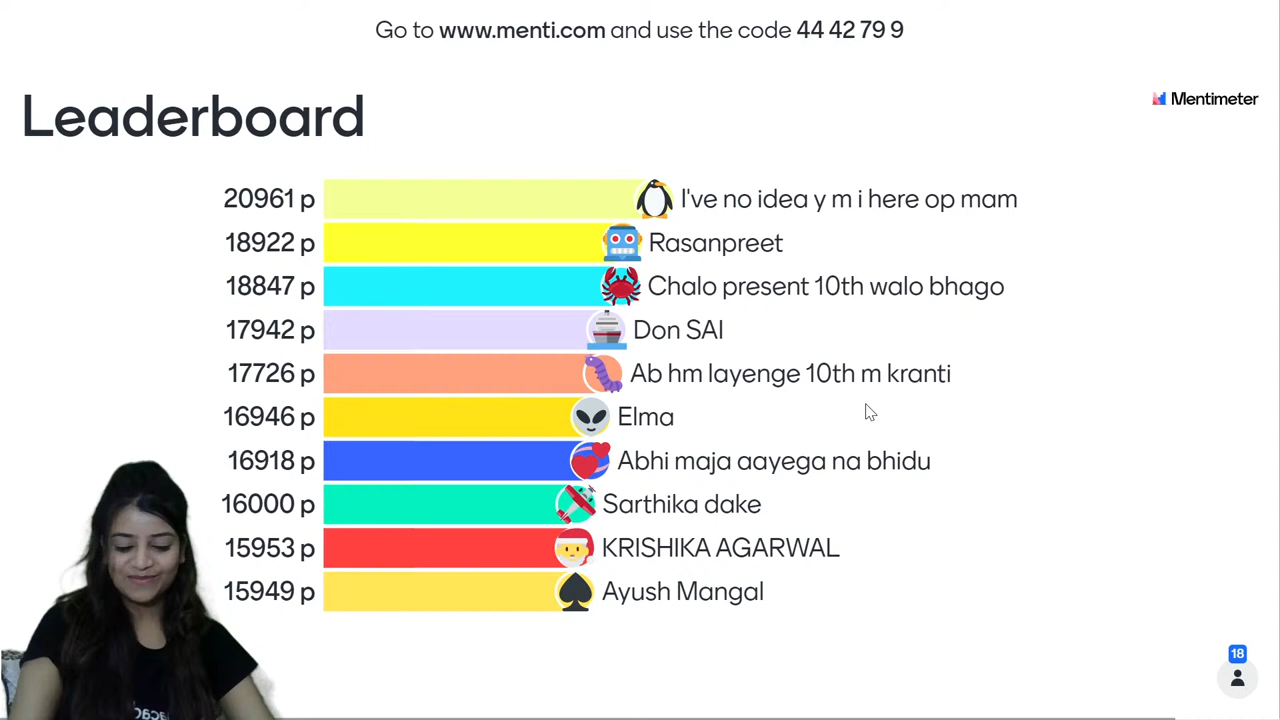 Go to www.menti.com and use the code 44 42 79 9
Leaderboard
Mentimeter
20961 p I've no idea y m i here op mam
18922 p Rasanpreet
18847 p Chalo present 10th walo bhago
17942 p Don SAI
17726 p Ab hm layenge 10th m kranti
16946 p Elma
16918 p Abhi maja aayega na bhidu
16000 p Sarthika dake
15953 p KRISHIKA AGARWAL
15949 p Ayush Mangal
18